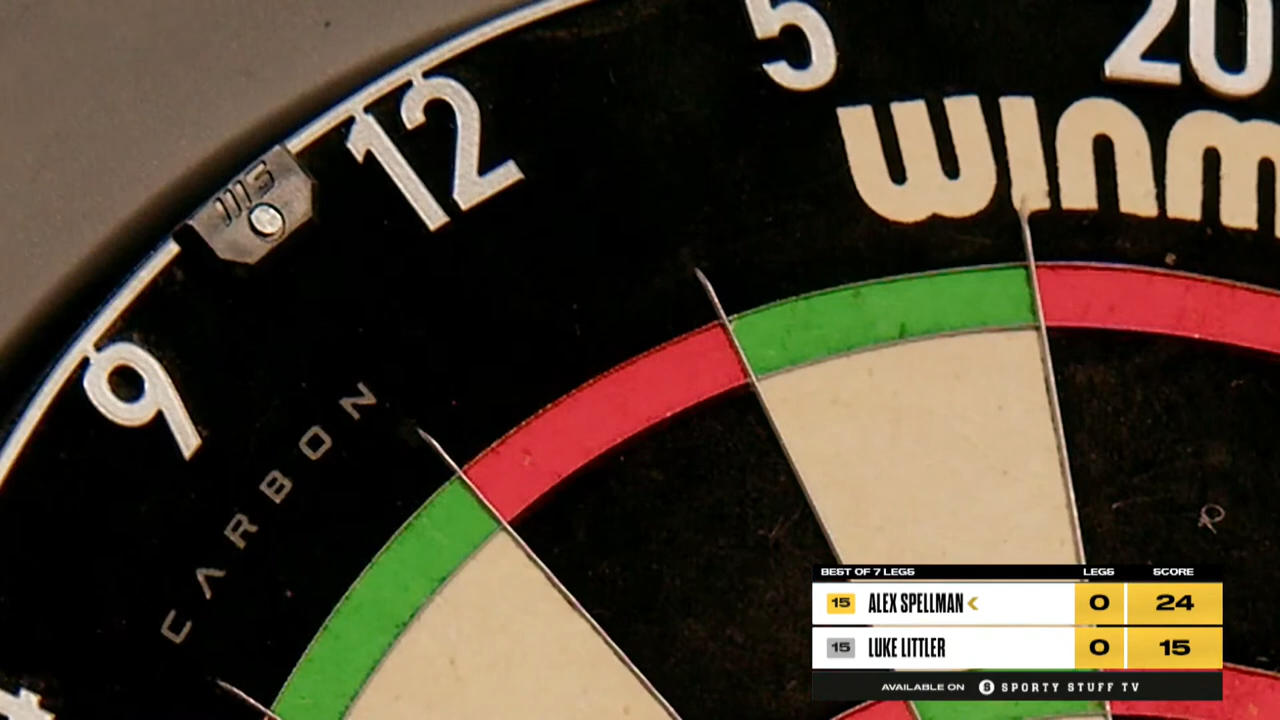 5
20
12
winm
9
CARBON
BEST OF 7 LEGS LEGS SCORE
15 ALEX SPELLMAN 0 24
15 LUKE LITTLER 0 15
AVAILABLE ON S SPORTY STUFF TV